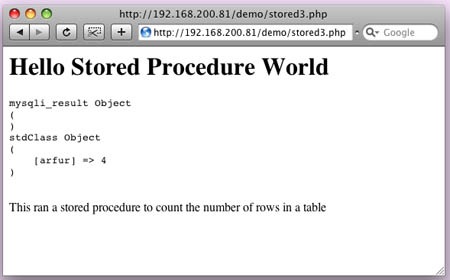 http://192.168.200.81/demo/stored3.php
http://192.168.200.81/demo/stored3.php
Google
Hello Stored Procedure World
mysqli_result Object
(
)
stdClass Object
(
    [arfur] => 4
)
This ran a stored procedure to count the number of rows in a table